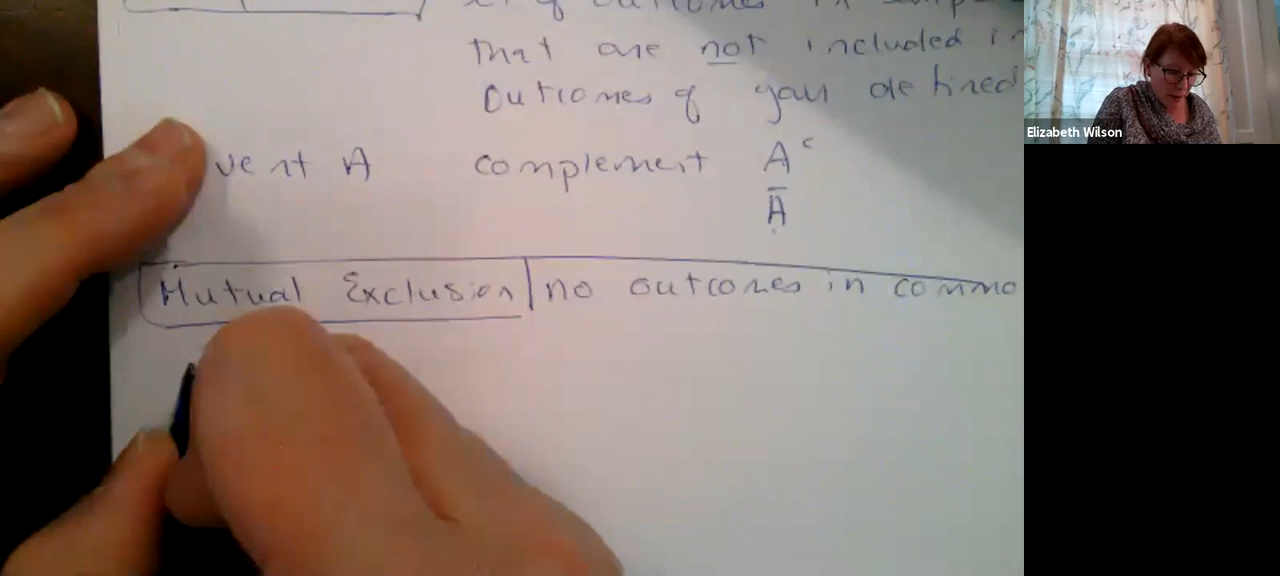 that are not included in
outcomes of your defined
vent A complement Aᶜ
Ā
Mutual Exclusion no outcomes in commo
Elizabeth Wilson